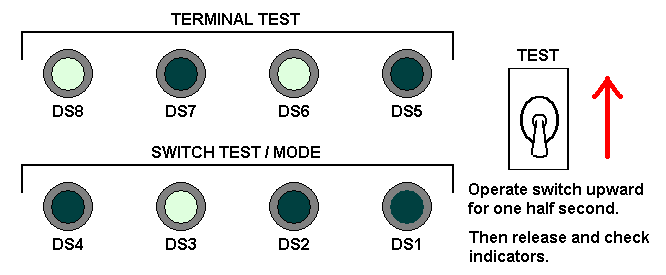 TERMINAL TEST
DS8 DS7 DS6 DS5
SWITCH TEST / MODE
DS4 DS3 DS2 DS1
TEST
Operate switch upward
for one half second.
Then release and check
indicators.